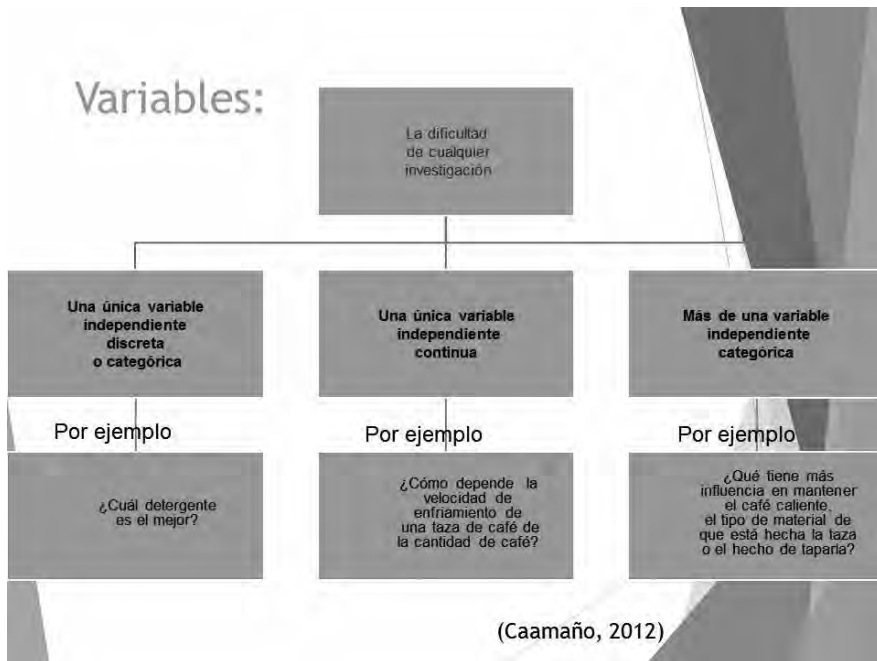 Variables:
La dificultad
de cualquier
investigación
Una única variable
independiente
discreta
o categórica
Una única variable
independiente
continua
Más de una variable
independiente
categórica
Por ejemplo
Por ejemplo
Por ejemplo
¿Cuál detergente
es el mejor?
¿Cómo depende la
velocidad de
enfriamiento de
una taza de café de
la cantidad de café?
¿Qué tiene más
influencia en mantener
el café caliente,
el tipo de material de
que está hecha la taza
o el hecho de taparla?
(Caamaño, 2012)